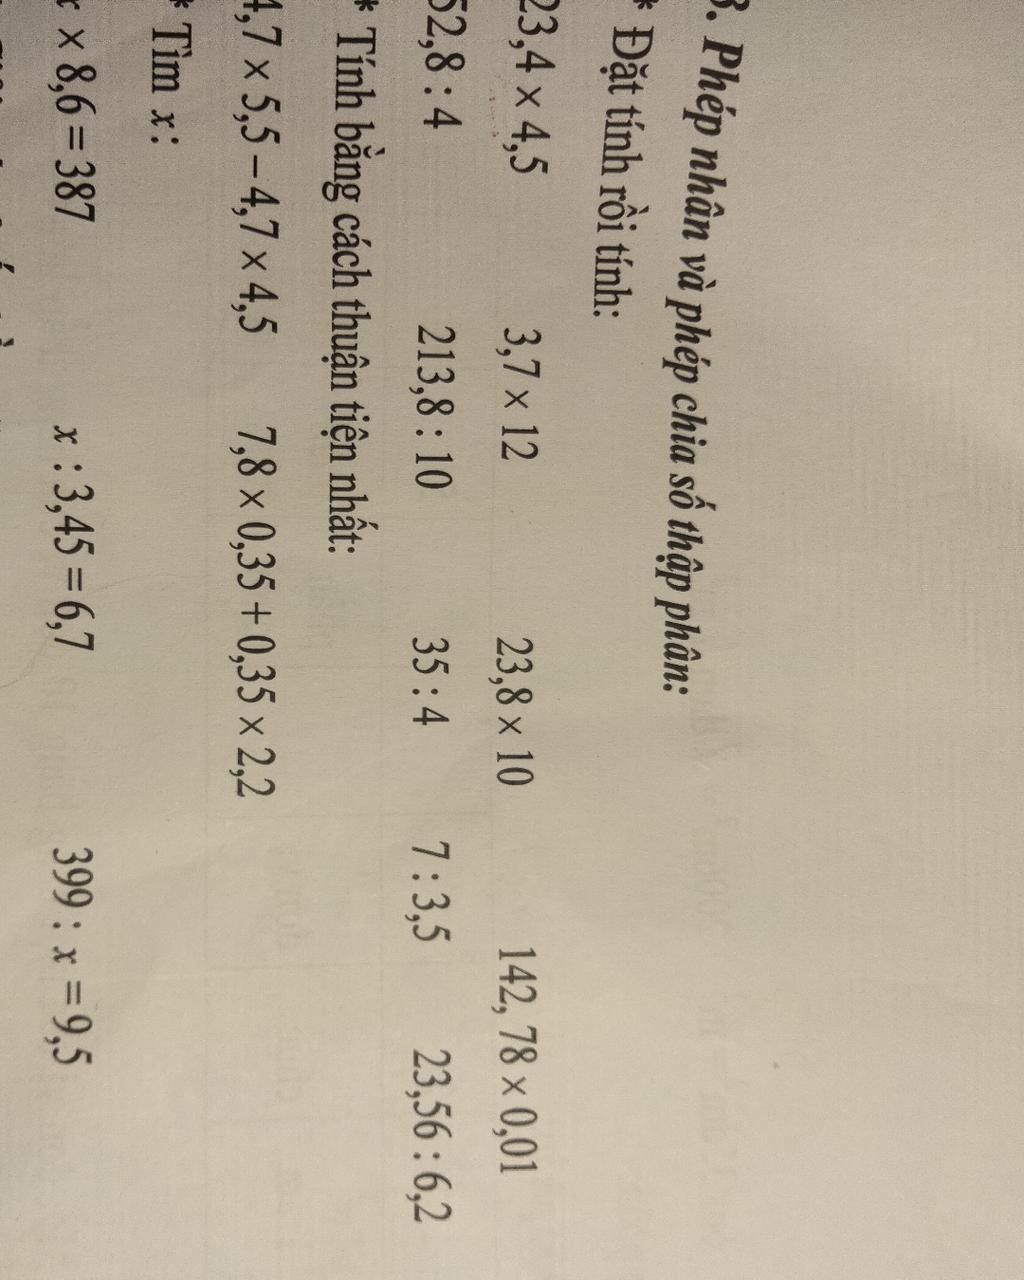 3. Phép nhân và phép chia số thập phân:
* Đặt tính rồi tính:
23,4 × 4,5 3,7 × 12 23,8 × 10 142, 78 × 0,01
52,8 : 4 213,8 : 10 35 : 4 7 : 3,5 23,56 : 6,2
* Tính bằng cách thuận tiện nhất:
4,7 × 5,5 – 4,7 × 4,5 7,8 × 0,35 + 0,35 × 2,2
* Tìm x:
x × 8,6 = 387 x : 3,45 = 6,7 399 : x = 9,5